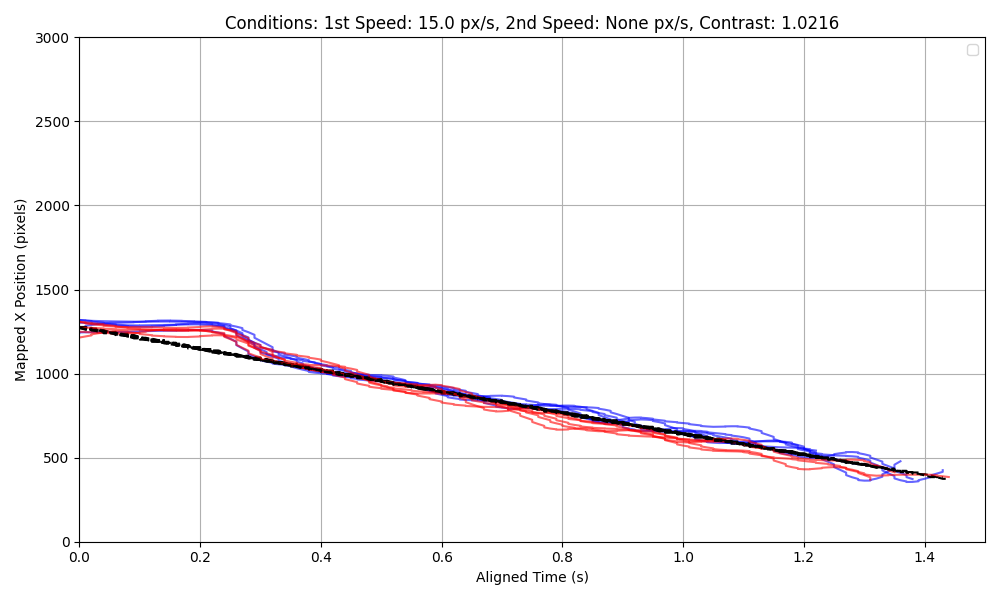 Conditions: 1st Speed: 15.0 px/s, 2nd Speed: None px/s, Contrast: 1.0216
Mapped X Position (pixels)
3000
2500
2000
1500
1000
500
0
0.0 0.2 0.4 0.6 0.8 1.0 1.2 1.4
Aligned Time (s)